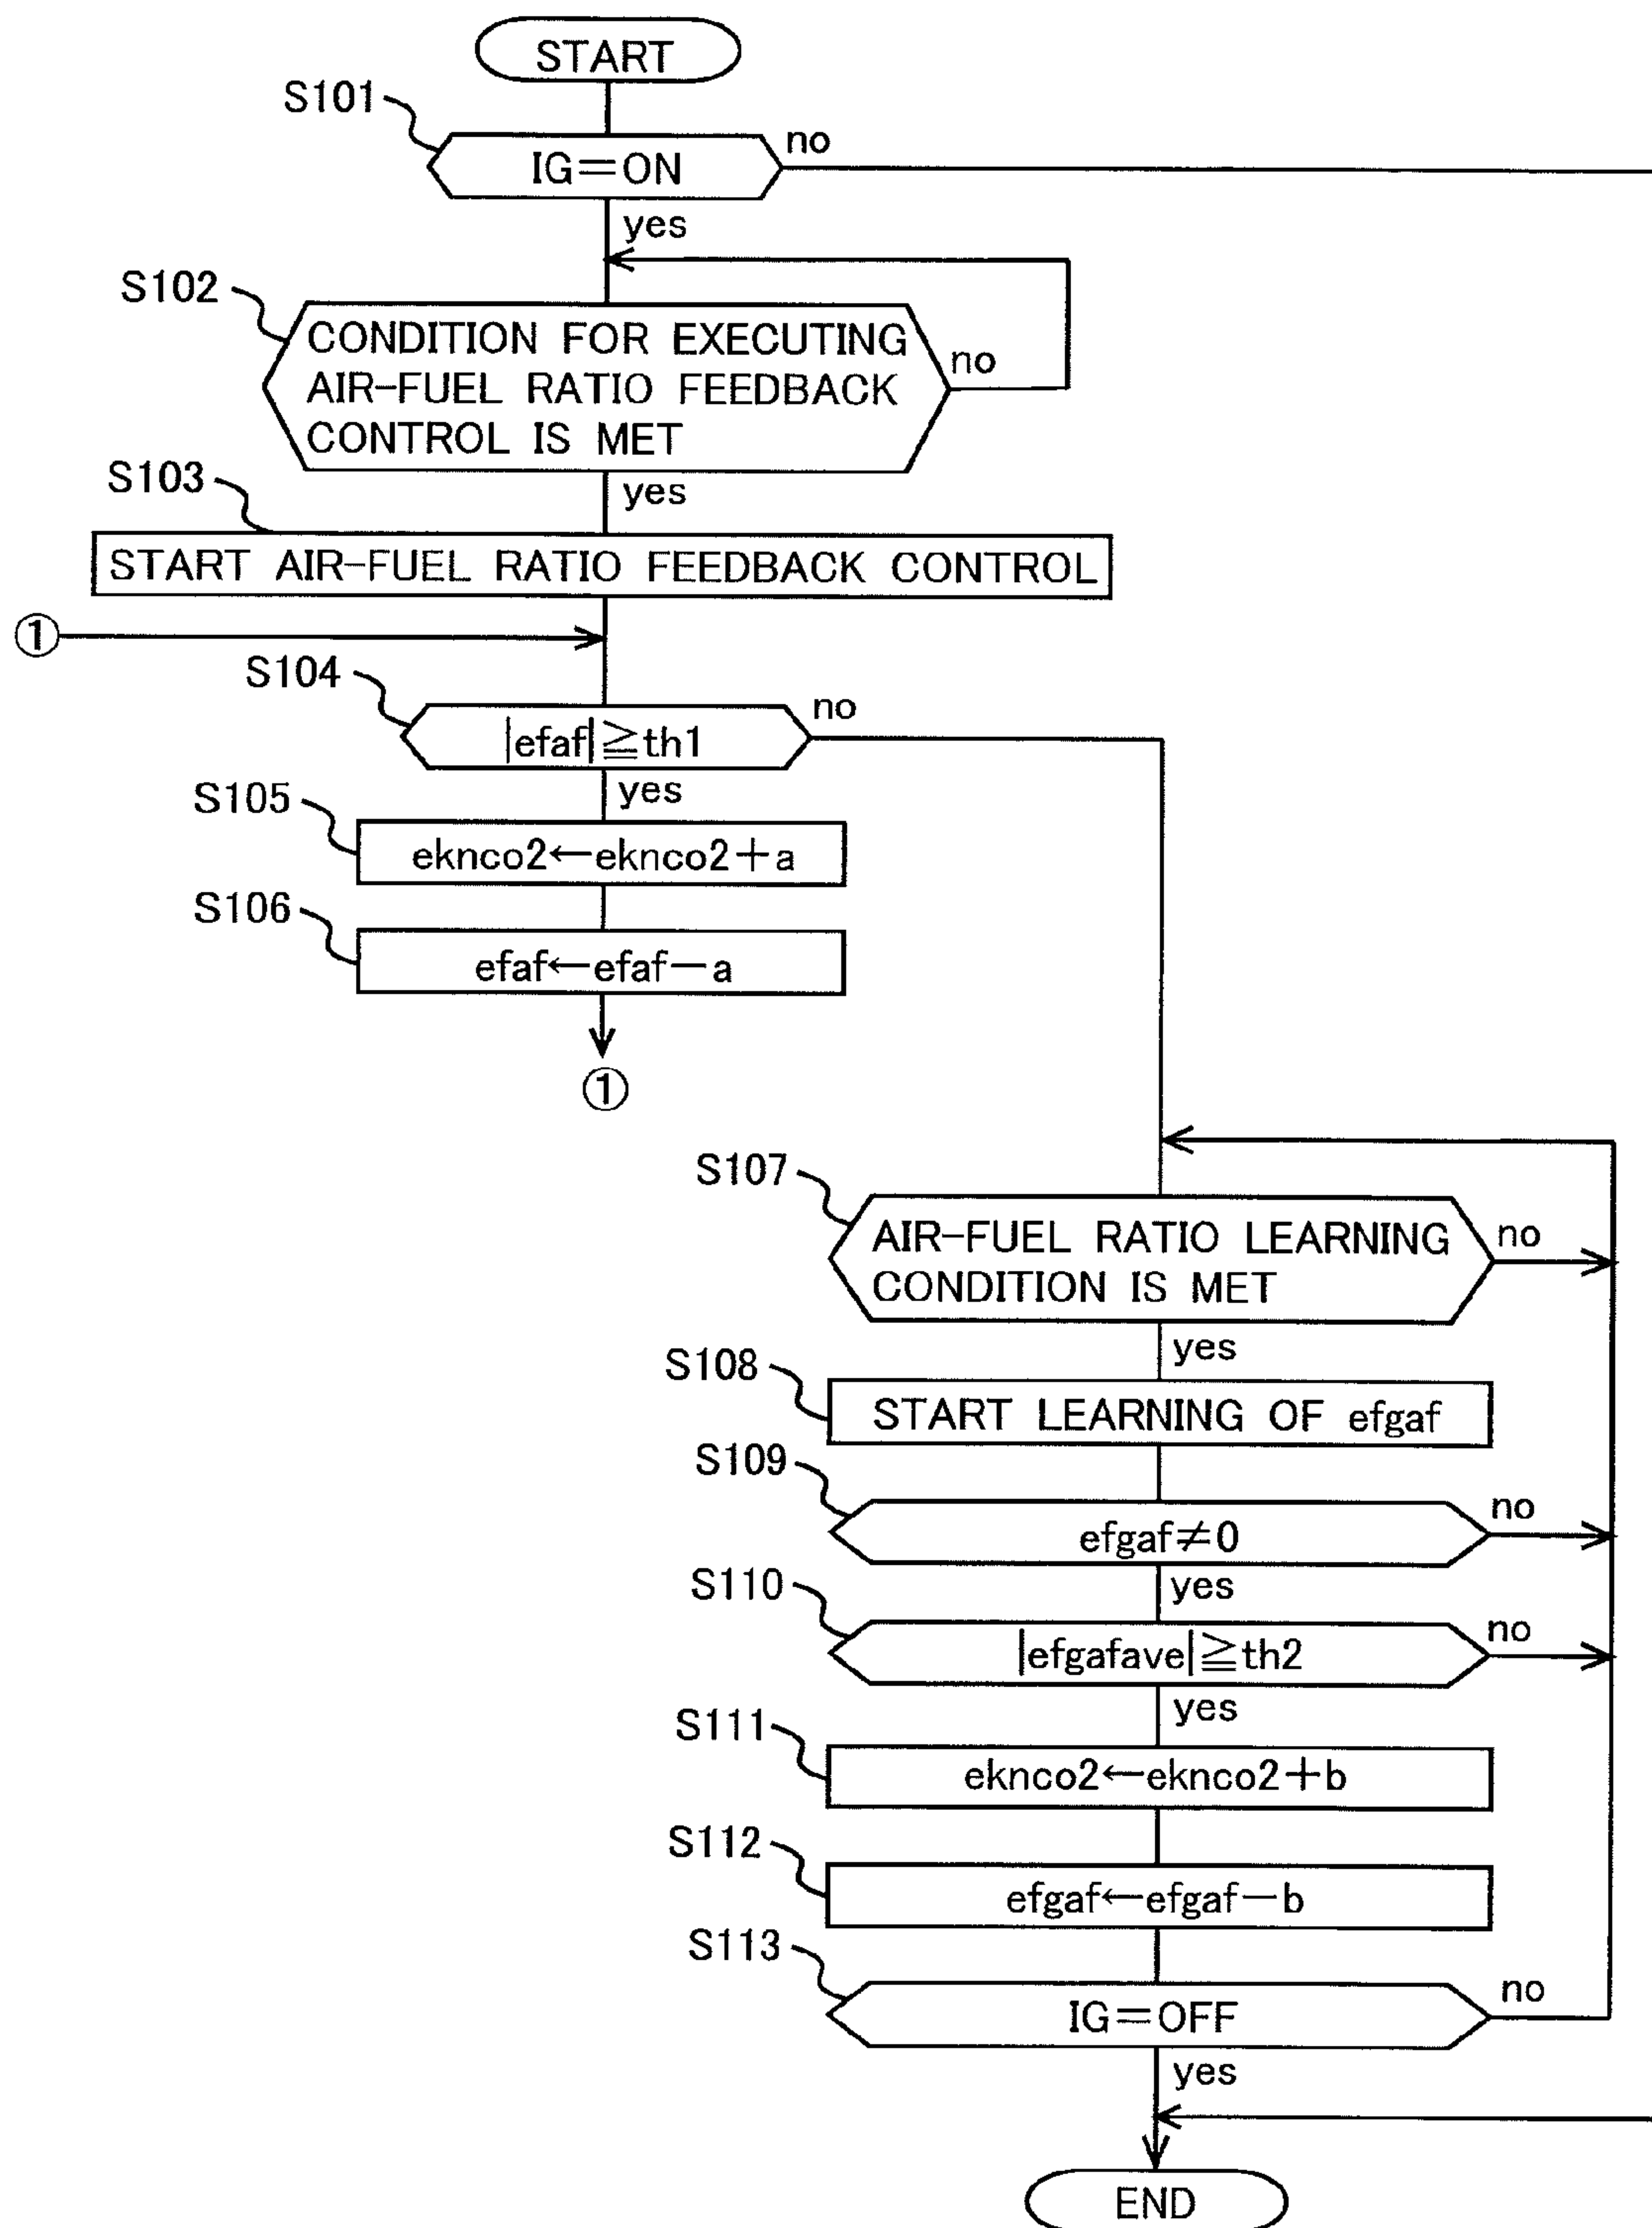 START
S101
IG=ON
no
yes
S102
CONDITION FOR EXECUTING
AIR-FUEL RATIO FEEDBACK
CONTROL IS MET
no
yes
S103
START AIR-FUEL RATIO FEEDBACK CONTROL
①
S104
|efaf|≧th1
no
yes
S105
eknco2←eknco2+a
S106
efaf←efaf−a
①
S107
AIR-FUEL RATIO LEARNING
CONDITION IS MET
no
yes
S108
START LEARNING OF efgaf
S109
efgaf≠0
no
yes
S110
|efgafave|≧th2
no
yes
S111
eknco2←eknco2+b
S112
efgaf←efgaf−b
S113
IG=OFF
no
yes
END